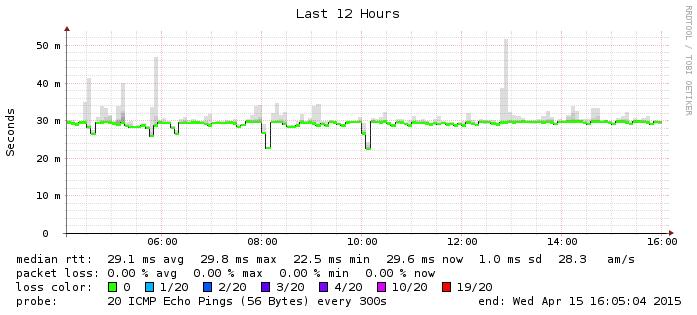 Last 12 Hours
RRDTOOL / TOBI OETIKER
Seconds
50 m
40 m
30 m
20 m
10 m
0
06:00 08:00 10:00 12:00 14:00 16:00
median rtt: 29.1 ms avg 29.8 ms max 22.5 ms min 29.6 ms now 1.0 ms sd 28.3 am/s
packet loss: 0.00 % avg 0.00 % max 0.00 % min 0.00 % now
loss color: 0 1/20 2/20 3/20 4/20 10/20 19/20
probe: 20 ICMP Echo Pings (56 Bytes) every 300s end: Wed Apr 15 16:05:04 2015